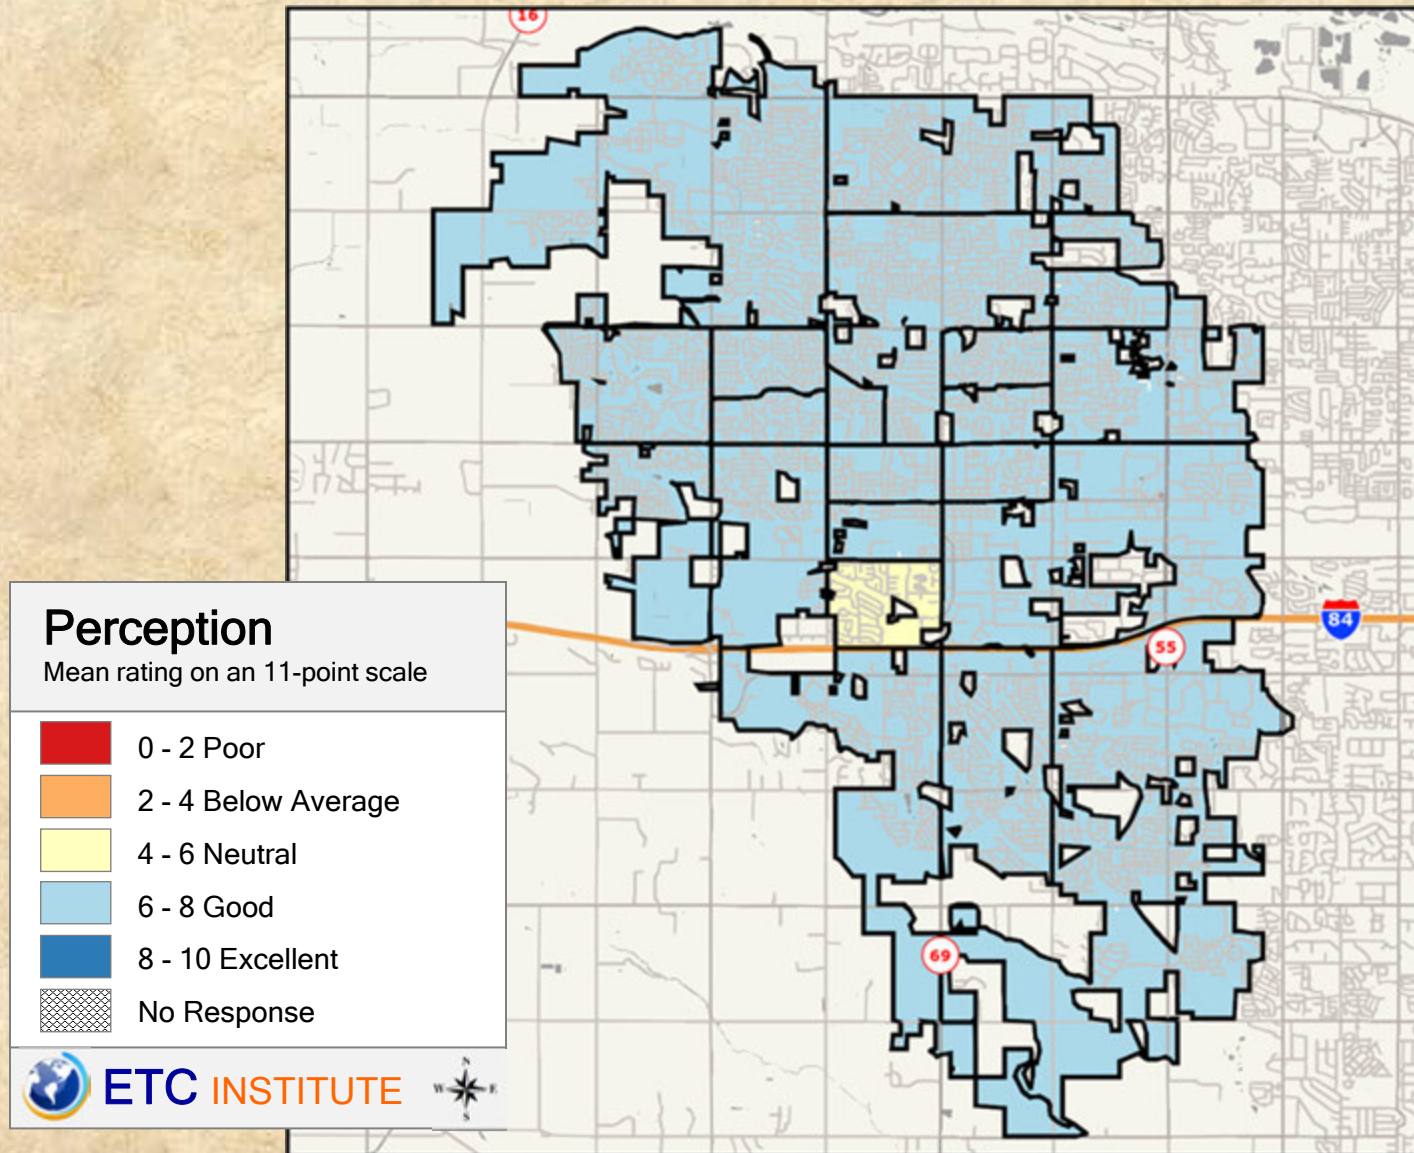 16
Perception
Mean rating on an 11-point scale
0 - 2 Poor
2 - 4 Below Average
4 - 6 Neutral
6 - 8 Good
8 - 10 Excellent
No Response
ETC INSTITUTE
N
W E
S
84
55
69